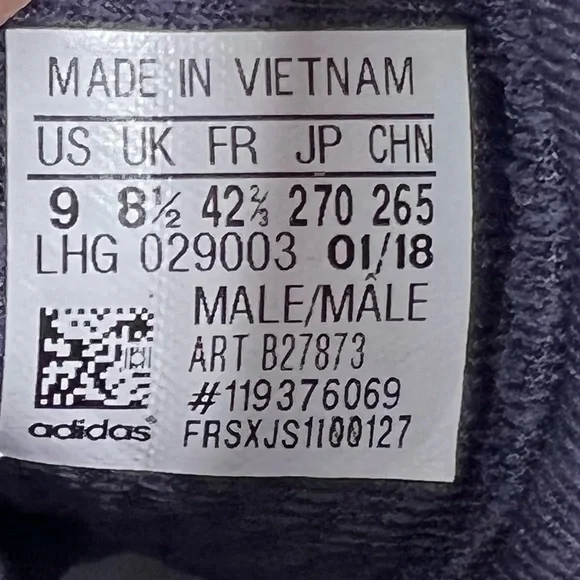 MADE IN VIETNAM
US UK FR JP CHN
9 8½ 42⅔ 270 265
LHG 029003 01/18
MALE/MÂLE
ART B27873
#119376069
adidas® FRSXJS1100127